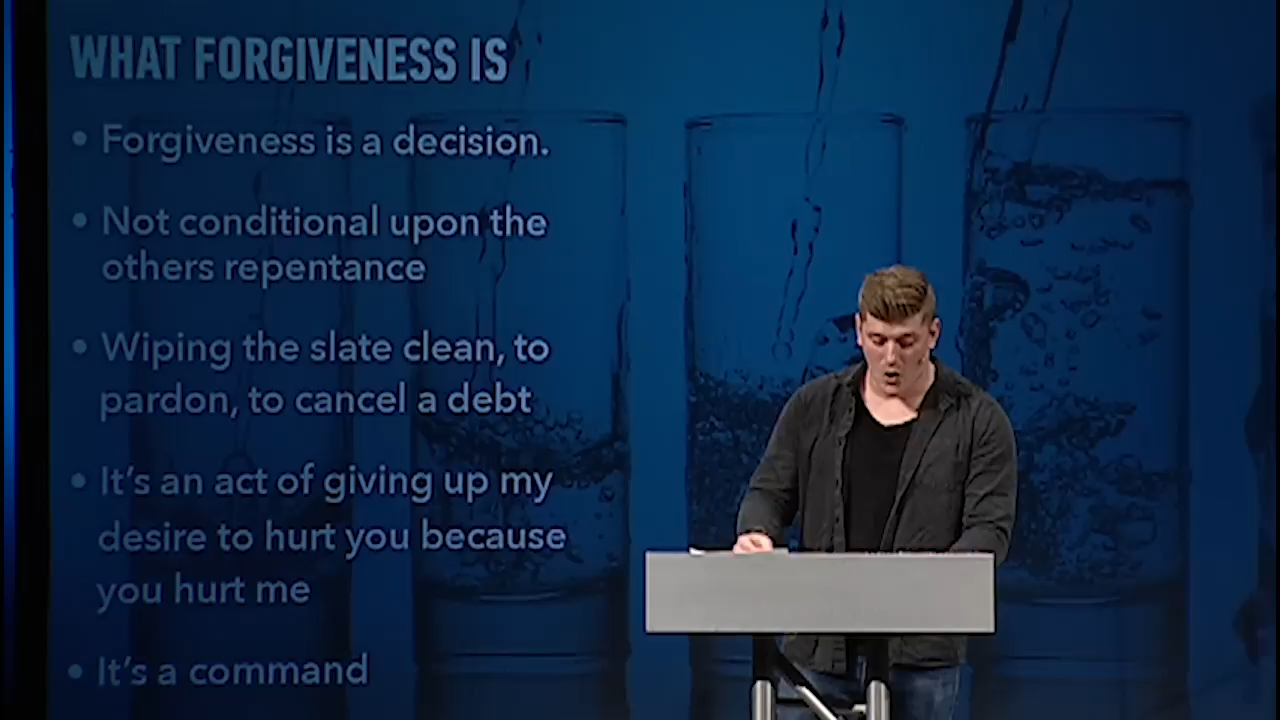 WHAT FORGIVENESS IS
• Forgiveness is a decision.
• Not conditional upon the
others repentance
• Wiping the slate clean, to
pardon, to cancel a debt
• It's an act of giving up my
desire to hurt you because
you hurt me
• It's a command